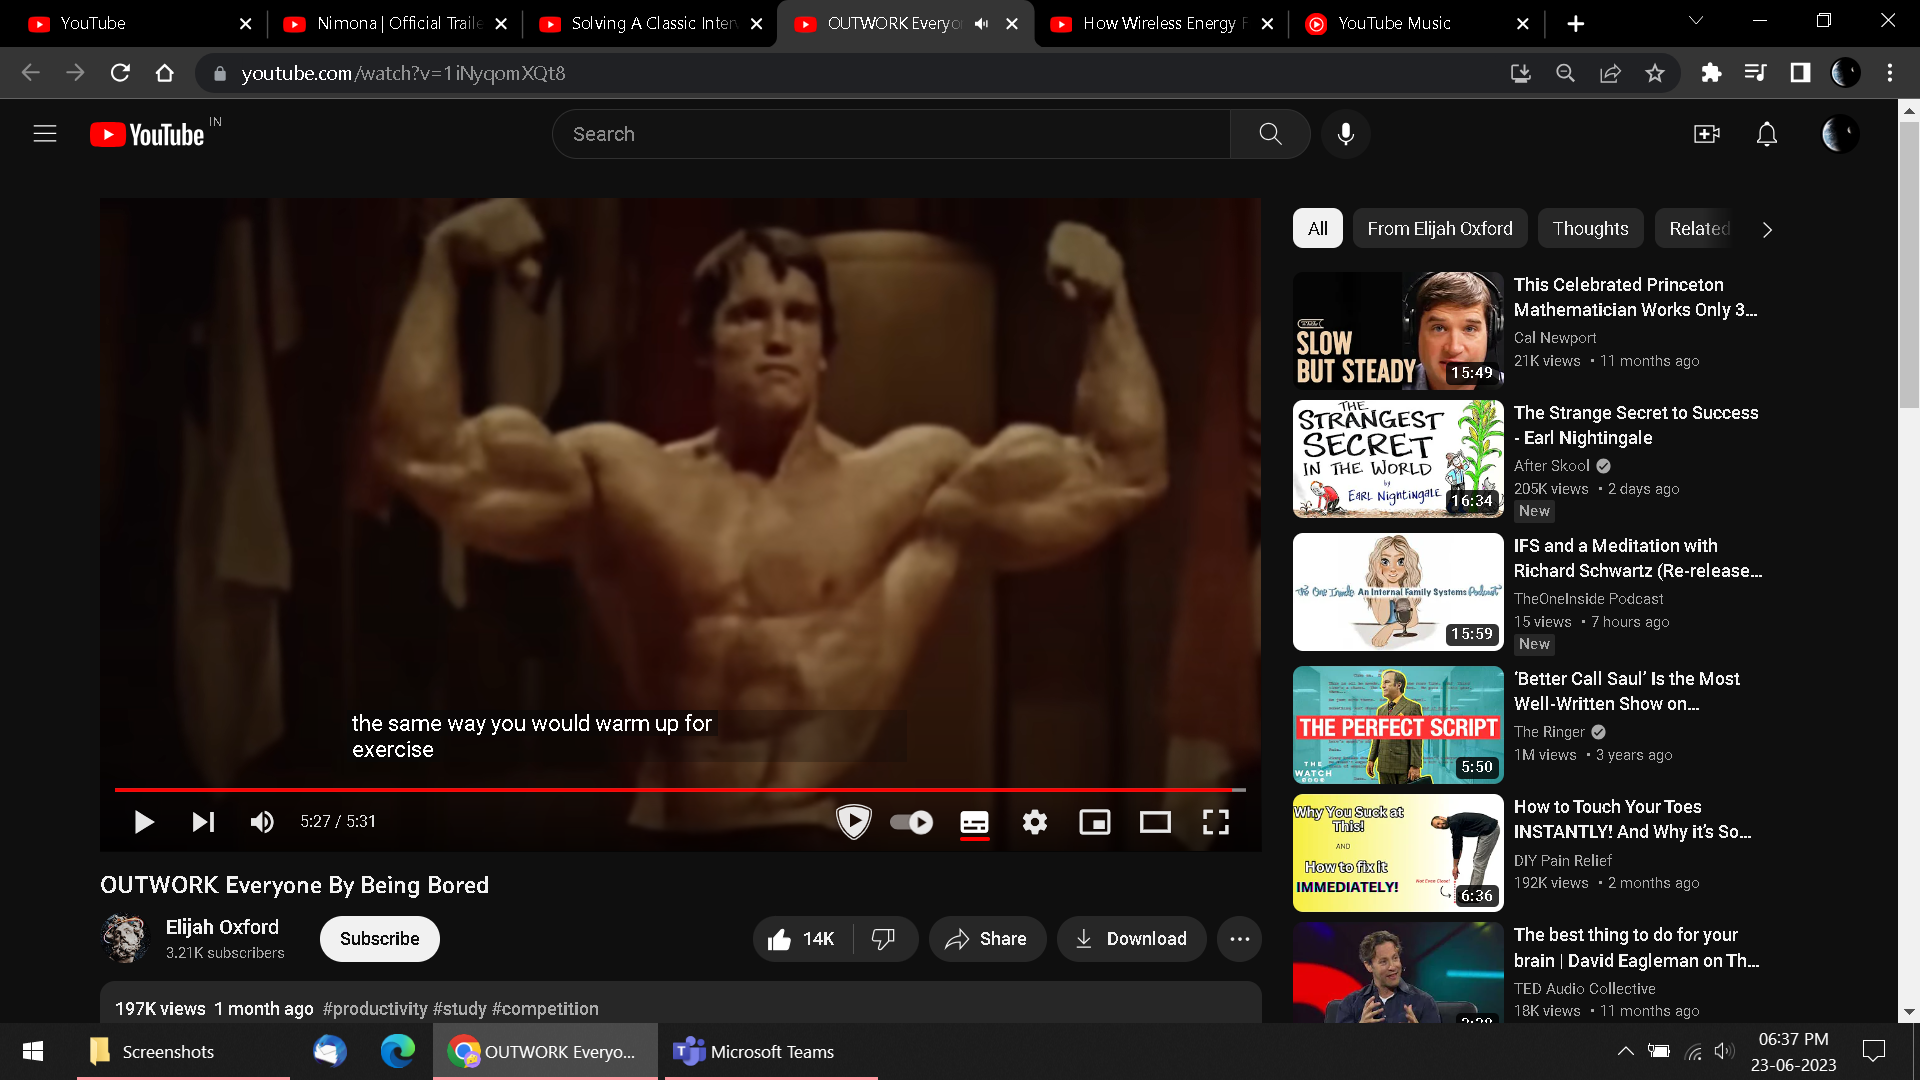 YouTube
Nimona | Official Traile
Solving A Classic Inter
OUTWORK Everyo
How Wireless Energy F
YouTube Music
youtube.com/watch?v=1iNyqomXQt8
YouTube IN
Search
All
From Elijah Oxford
Thoughts
Related
the same way you would warm up for
exercise
5:27 / 5:31
OUTWORK Everyone By Being Bored
Elijah Oxford
3.21K subscribers
Subscribe
14K
Share
Download
197K views 1 month ago #productivity #study #competition
SLOW
BUT STEADY
15:49
This Celebrated Princeton
Mathematician Works Only 3...
Cal Newport
21K views • 11 months ago
THE
STRANGEST
SECRET
IN THE WORLD
by
EARL NIGHTINGALE
16:34
The Strange Secret to Success
- Earl Nightingale
After Skool
205K views • 2 days ago
New
The One Inside An Internal Family Systems Podcast
15:59
IFS and a Meditation with
Richard Schwartz (Re-release...
TheOneInside Podcast
15 views • 7 hours ago
New
THE PERFECT SCRIPT
THE
WATCH
5:50
‘Better Call Saul’ Is the Most
Well-Written Show on...
The Ringer
1M views • 3 years ago
Why You Suck at
This!
AND
How to fix it
IMMEDIATELY!
Not Even Close!
6:36
How to Touch Your Toes
INSTANTLY! And Why it’s So...
DIY Pain Relief
192K views • 2 months ago
The best thing to do for your
brain | David Eagleman on Th...
TED Audio Collective
18K views • 11 months ago
Screenshots
OUTWORK Everyo...
Microsoft Teams
06:37 PM
23-06-2023